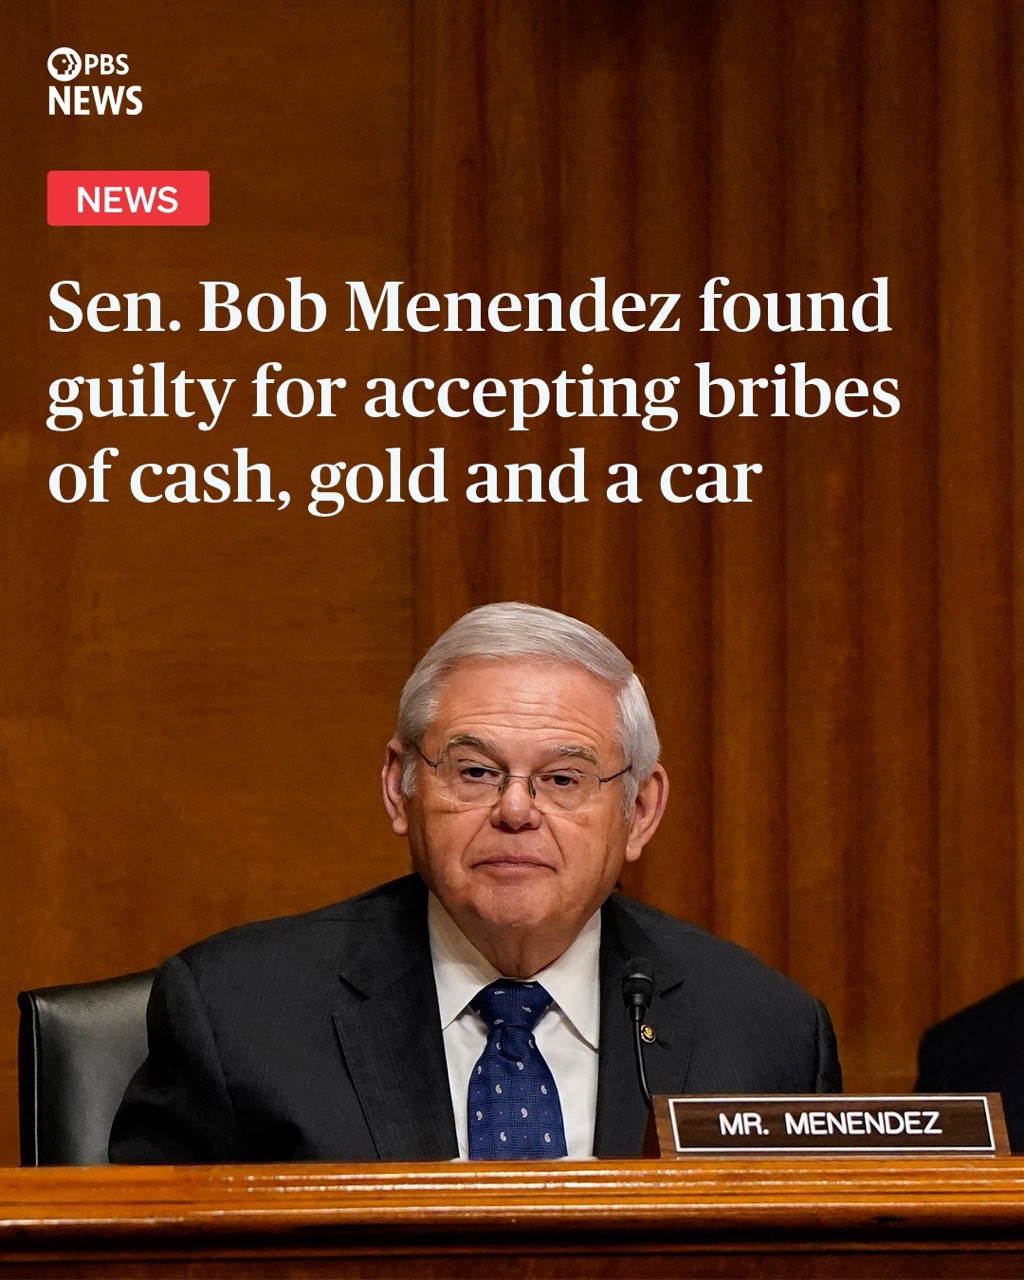 PBS
NEWS
NEWS
Sen. Bob Menendez found
guilty for accepting bribes
of cash, gold and a car
MR. MENENDEZ